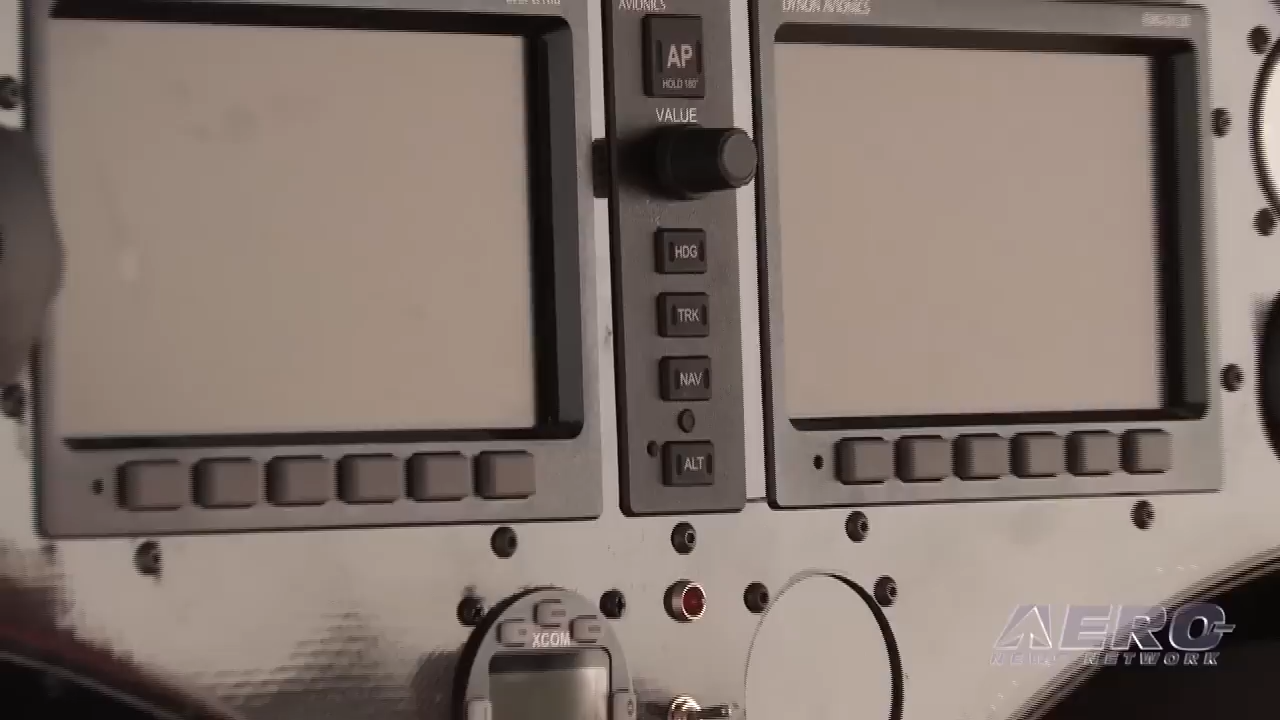 AVIONICS
DYNON AVIONICS
AP
HOLD 180°
VALUE
HDG
TRK
NAV
ALT
XCOM
AERO
NEWS NETWORK